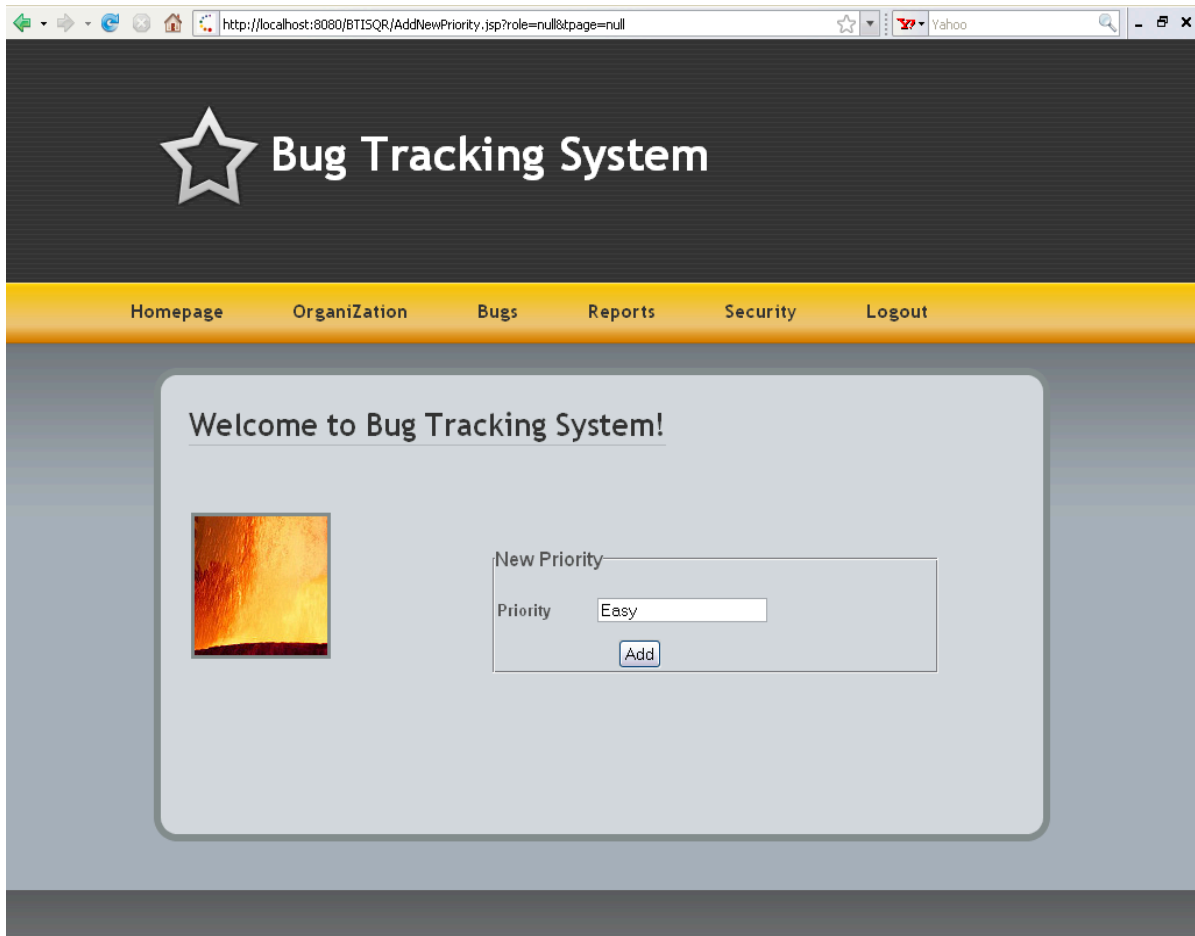 http://localhost:8080/BTISQR/AddNewPriority.jsp?role=null&tpage=null Y! Yahoo
Bug Tracking System
Homepage OrganiZation Bugs Reports Security Logout
Welcome to Bug Tracking System!
New Priority
Priority Easy
Add